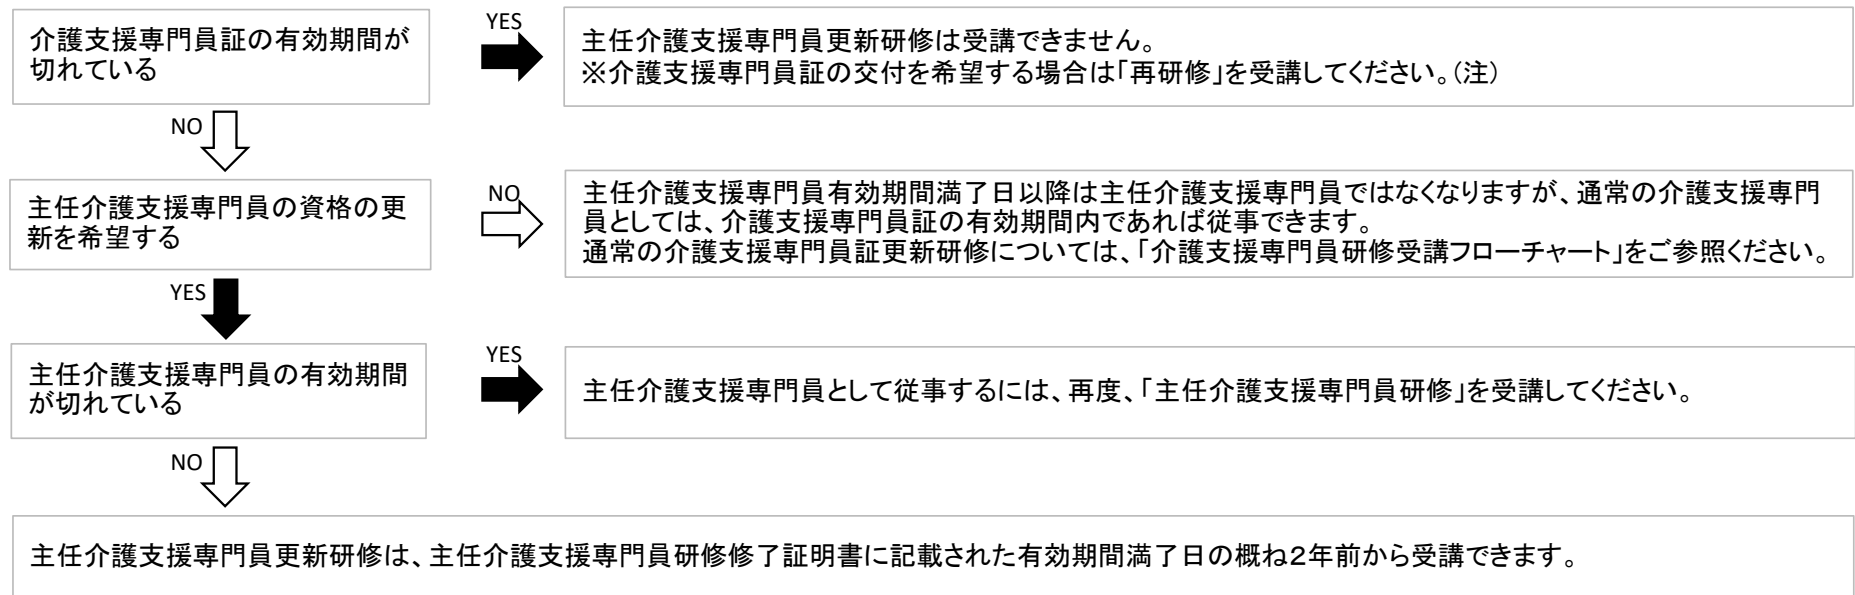 介護支援専門員証の有効期間が
切れている
YES
主任介護支援専門員更新研修は受講できません。
※介護支援専門員証の交付を希望する場合は「再研修」を受講してください。(注)
NO
主任介護支援専門員の資格の更
新を希望する
NO
主任介護支援専門員有効期間満了日以降は主任介護支援専門員ではなくなりますが、通常の介護支援専門
員としては、介護支援専門員証の有効期間内であれば従事できます。
通常の介護支援専門員証更新研修については、「介護支援専門員研修受講フローチャート」をご参照ください。
YES
主任介護支援専門員の有効期間
が切れている
YES
主任介護支援専門員として従事するには、再度、「主任介護支援専門員研修」を受講してください。
NO
主任介護支援専門員更新研修は、主任介護支援専門員研修修了証明書に記載された有効期間満了日の概ね２年前から受講できます。